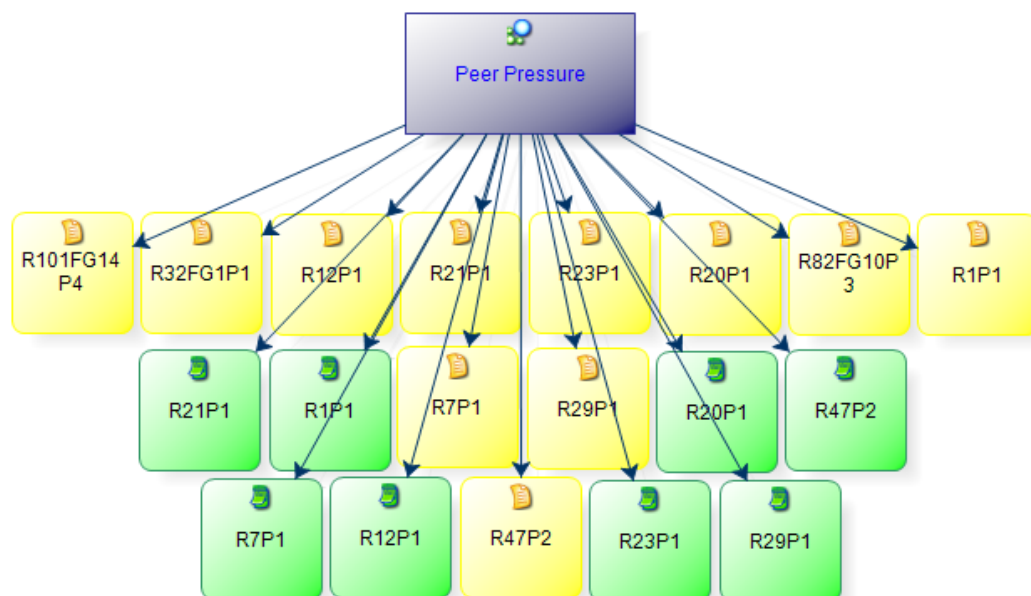 Peer Pressure
R101FG14
P4
R32FG1P1
R12P1
R21P1
R23P1
R20P1
R82FG10P
3
R1P1
R21P1
R1P1
R7P1
R29P1
R20P1
R47P2
R7P1
R12P1
R47P2
R23P1
R29P1